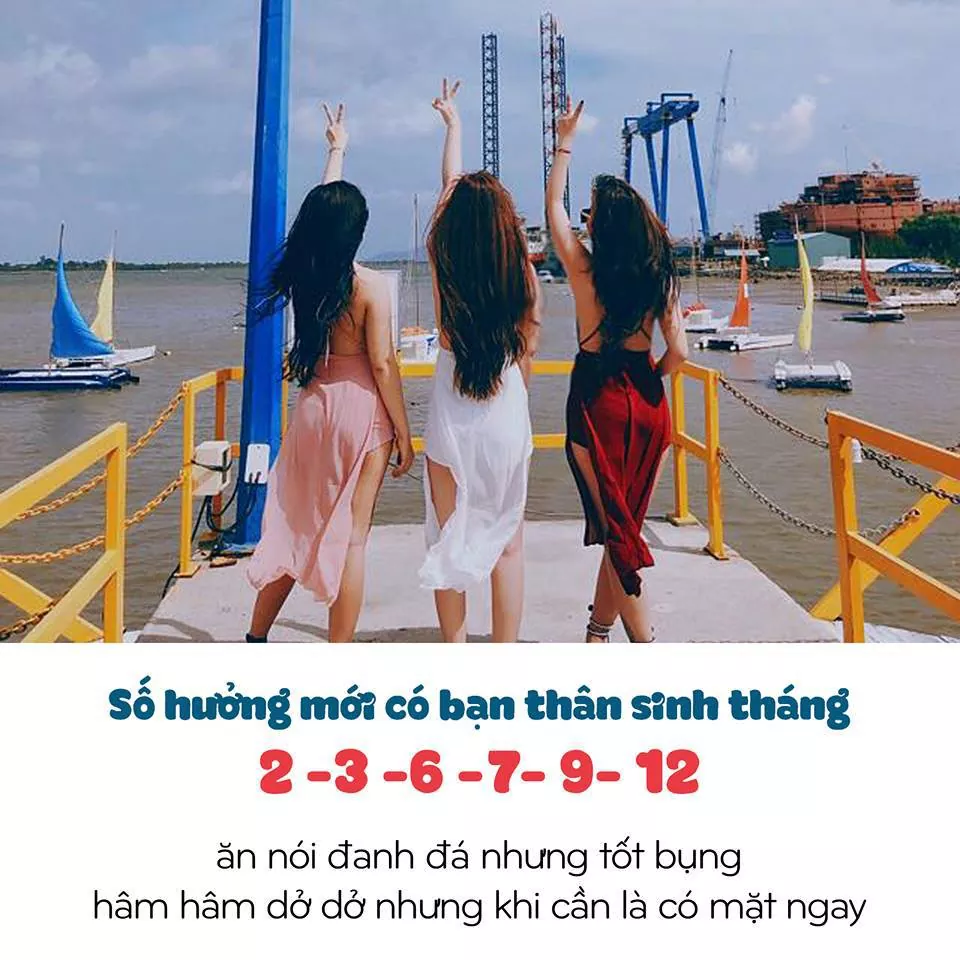 Số hưởng mới có bạn thân sinh tháng
2 -3 -6 -7- 9- 12
ăn nói đanh đá nhưng tốt bụng
hâm hâm dở dở nhưng khi cần là có mặt ngay